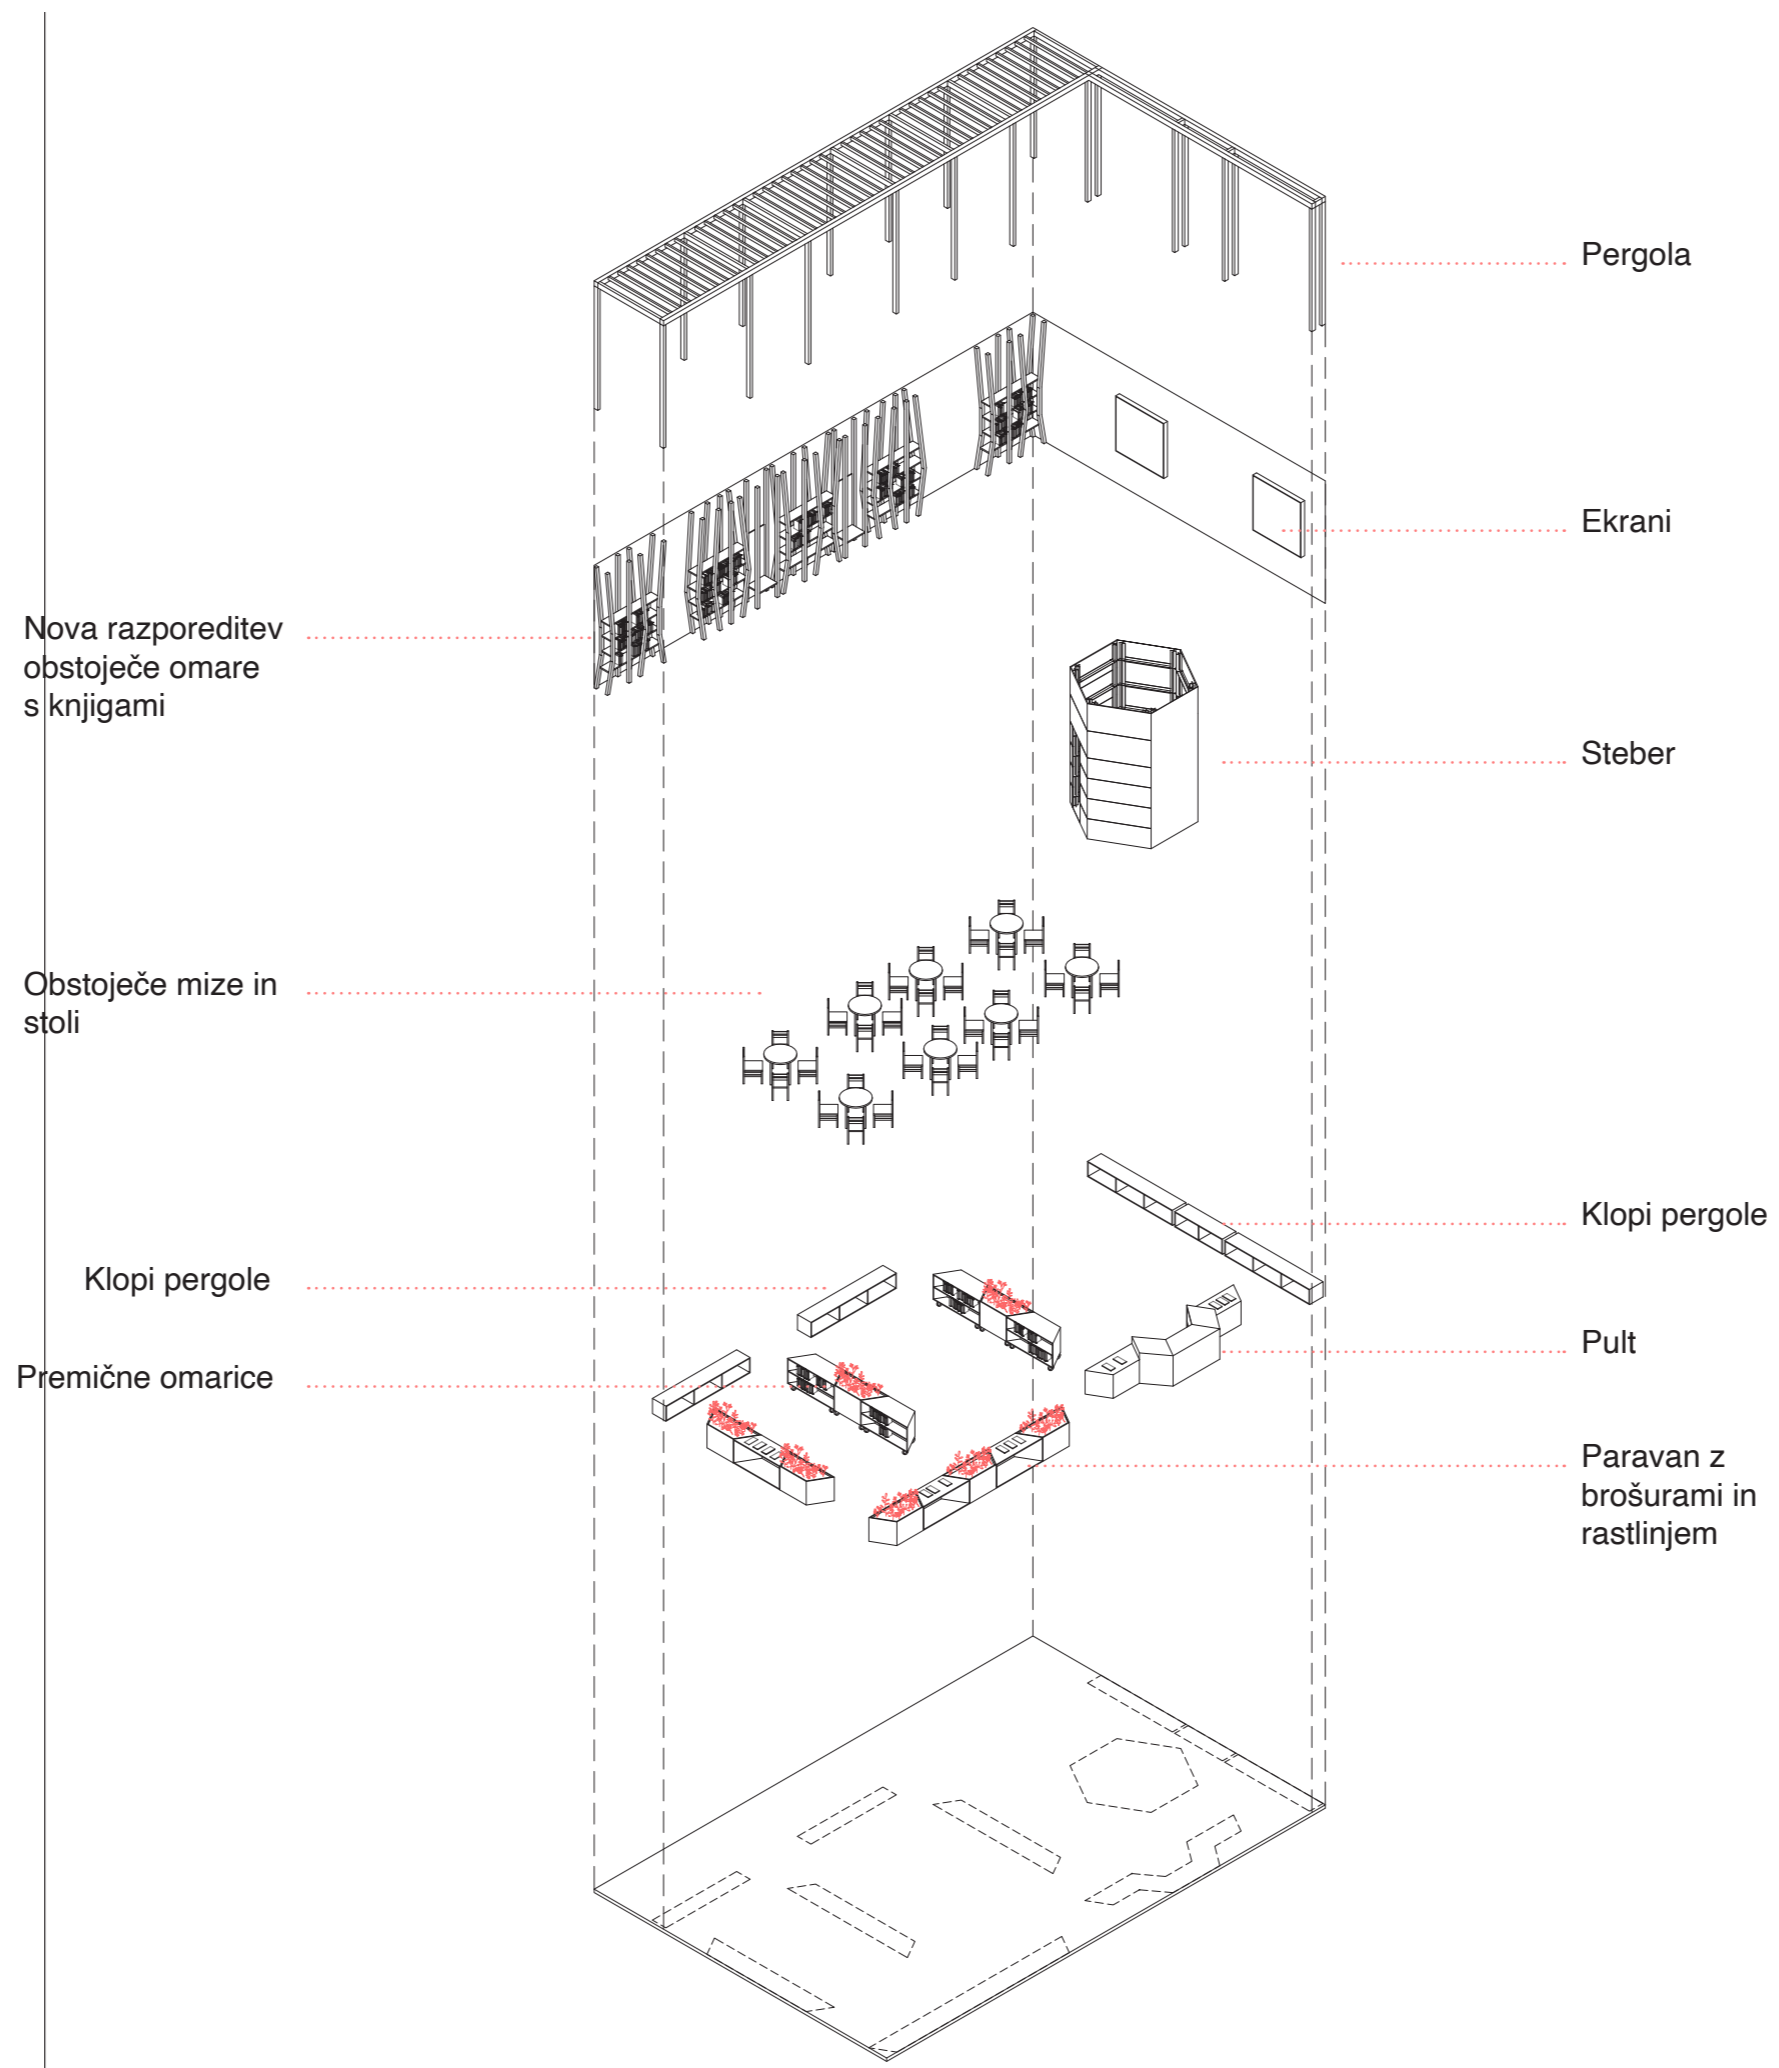 Pergola
Ekrani
Nova razporeditev
obstoječe omare
s knjigami
Steber
Obstoječe mize in
stoli
Klopi pergole
Klopi pergole
Pult
Premične omarice
Paravan z
brošurami in
rastlinjem